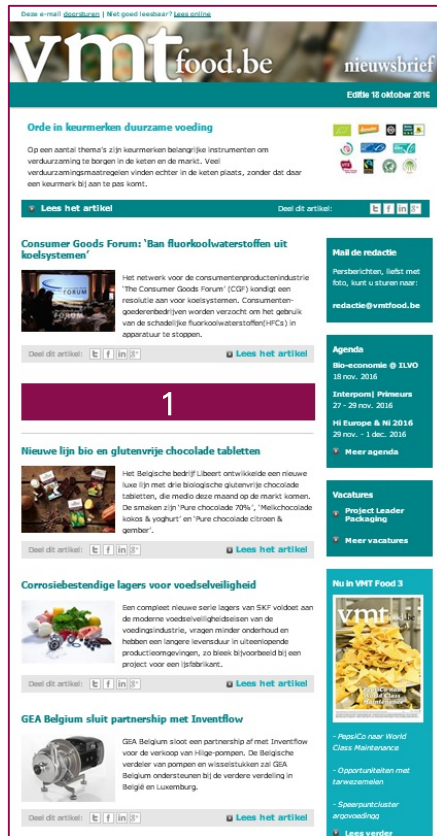 Deze e-mail doorsturen | Niet goed leesbaar? Lees online
vmt food.be
nieuwsbrief
Editie 18 oktober 2016
Orde in keurmerken duurzame voeding
Op een aantal thema's zijn keurmerken belangrijke instrumenten om
verduurzaming te borgen in de keten en de markt. Veel
verduurzamingsmaatregelen vinden echter in de keten plaats, zonder dat daar
een keurmerk bij aan te pas komt.
Lees het artikel
Deel dit artikel:
Consumer Goods Forum: 'Ban fluorkoolwaterstoffen uit
koelsystemen'
FORUM
Het netwerk voor de consumentenproductenindustrie
'The Consumer Goods Forum' (CGF) kondigt een
resolutie aan voor koelsystemen. Consumenten-
goederenbedrijven worden verzocht om het gebruik
van de schadelijke fluorkoolwaterstoffen(HFCs) in
apparatuur te stoppen.
Deel dit artikel:
Lees het artikel
1
Nieuwe lijn bio en glutenvrije chocolade tabletten
Het Belgische bedrijf Libeert ontwikkelde een nieuwe
luxe lijn met drie biologische glutenvrije chocolade
tabletten, die medio deze maand op de markt komen.
De smaken zijn 'Pure chocolade 70%', 'Melkchocolade
kokos & yoghurt' en 'Pure chocolade citroen &
gember'.
Deel dit artikel:
Lees het artikel
Corrosiebestendige lagers voor voedselveiligheid
Een compleet nieuwe serie lagers van SKF voldoet aan
de moderne voedselveiligheidseisen van de
voedingsindustrie, vragen minder onderhoud en
hebben een langere levensduur in uiteenlopende
productieomgevingen, zo bleek bijvoorbeeld bij een
project voor een ijsfabrikant.
Deel dit artikel:
Lees het artikel
GEA Belgium sluit partnership met Inventflow
GEA Belgium sloot een partnership af met Inventflow
voor de verkoop van Hilge-pompen. De Belgische
verdeler van pompen en wisselstukken zal GEA
Belgium ondersteunen bij de verdere verdeling in
België en Luxemburg.
Deel dit artikel:
Lees het artikel
Mail de redactie
Persberichten, liefst met
foto, kunt u sturen naar:
redactie@vmtfood.be
Agenda
Bio-economie @ ILVO
18 nov. 2016
Interpom| Primeurs
27 - 29 nov. 2016
Hi Europe & Ni 2016
29 nov. - 1 dec. 2016
Meer agenda
Vacatures
Project Leader
Packaging
Meer vacatures
Nu in VMT Food 3
vmt food.be
PepsiCo naar
World Class
Maintenance
- PepsiCo naar World
Class Maintenance
- Opportuniteiten met
tarwezemelen
- Speerpuntcluster
agrovoeding
Lees verder